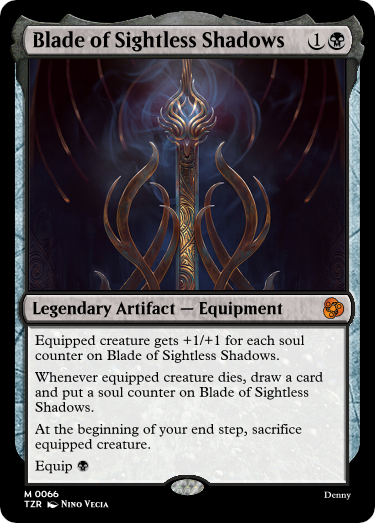 Blade of Sightless Shadows 1
Legendary Artifact — Equipment
Equipped creature gets +1/+1 for each soul
counter on Blade of Sightless Shadows.
Whenever equipped creature dies, draw a card
and put a soul counter on Blade of Sightless
Shadows.
At the beginning of your end step, sacrifice
equipped creature.
Equip
M 0066
TZR Nino Vecia
Denny